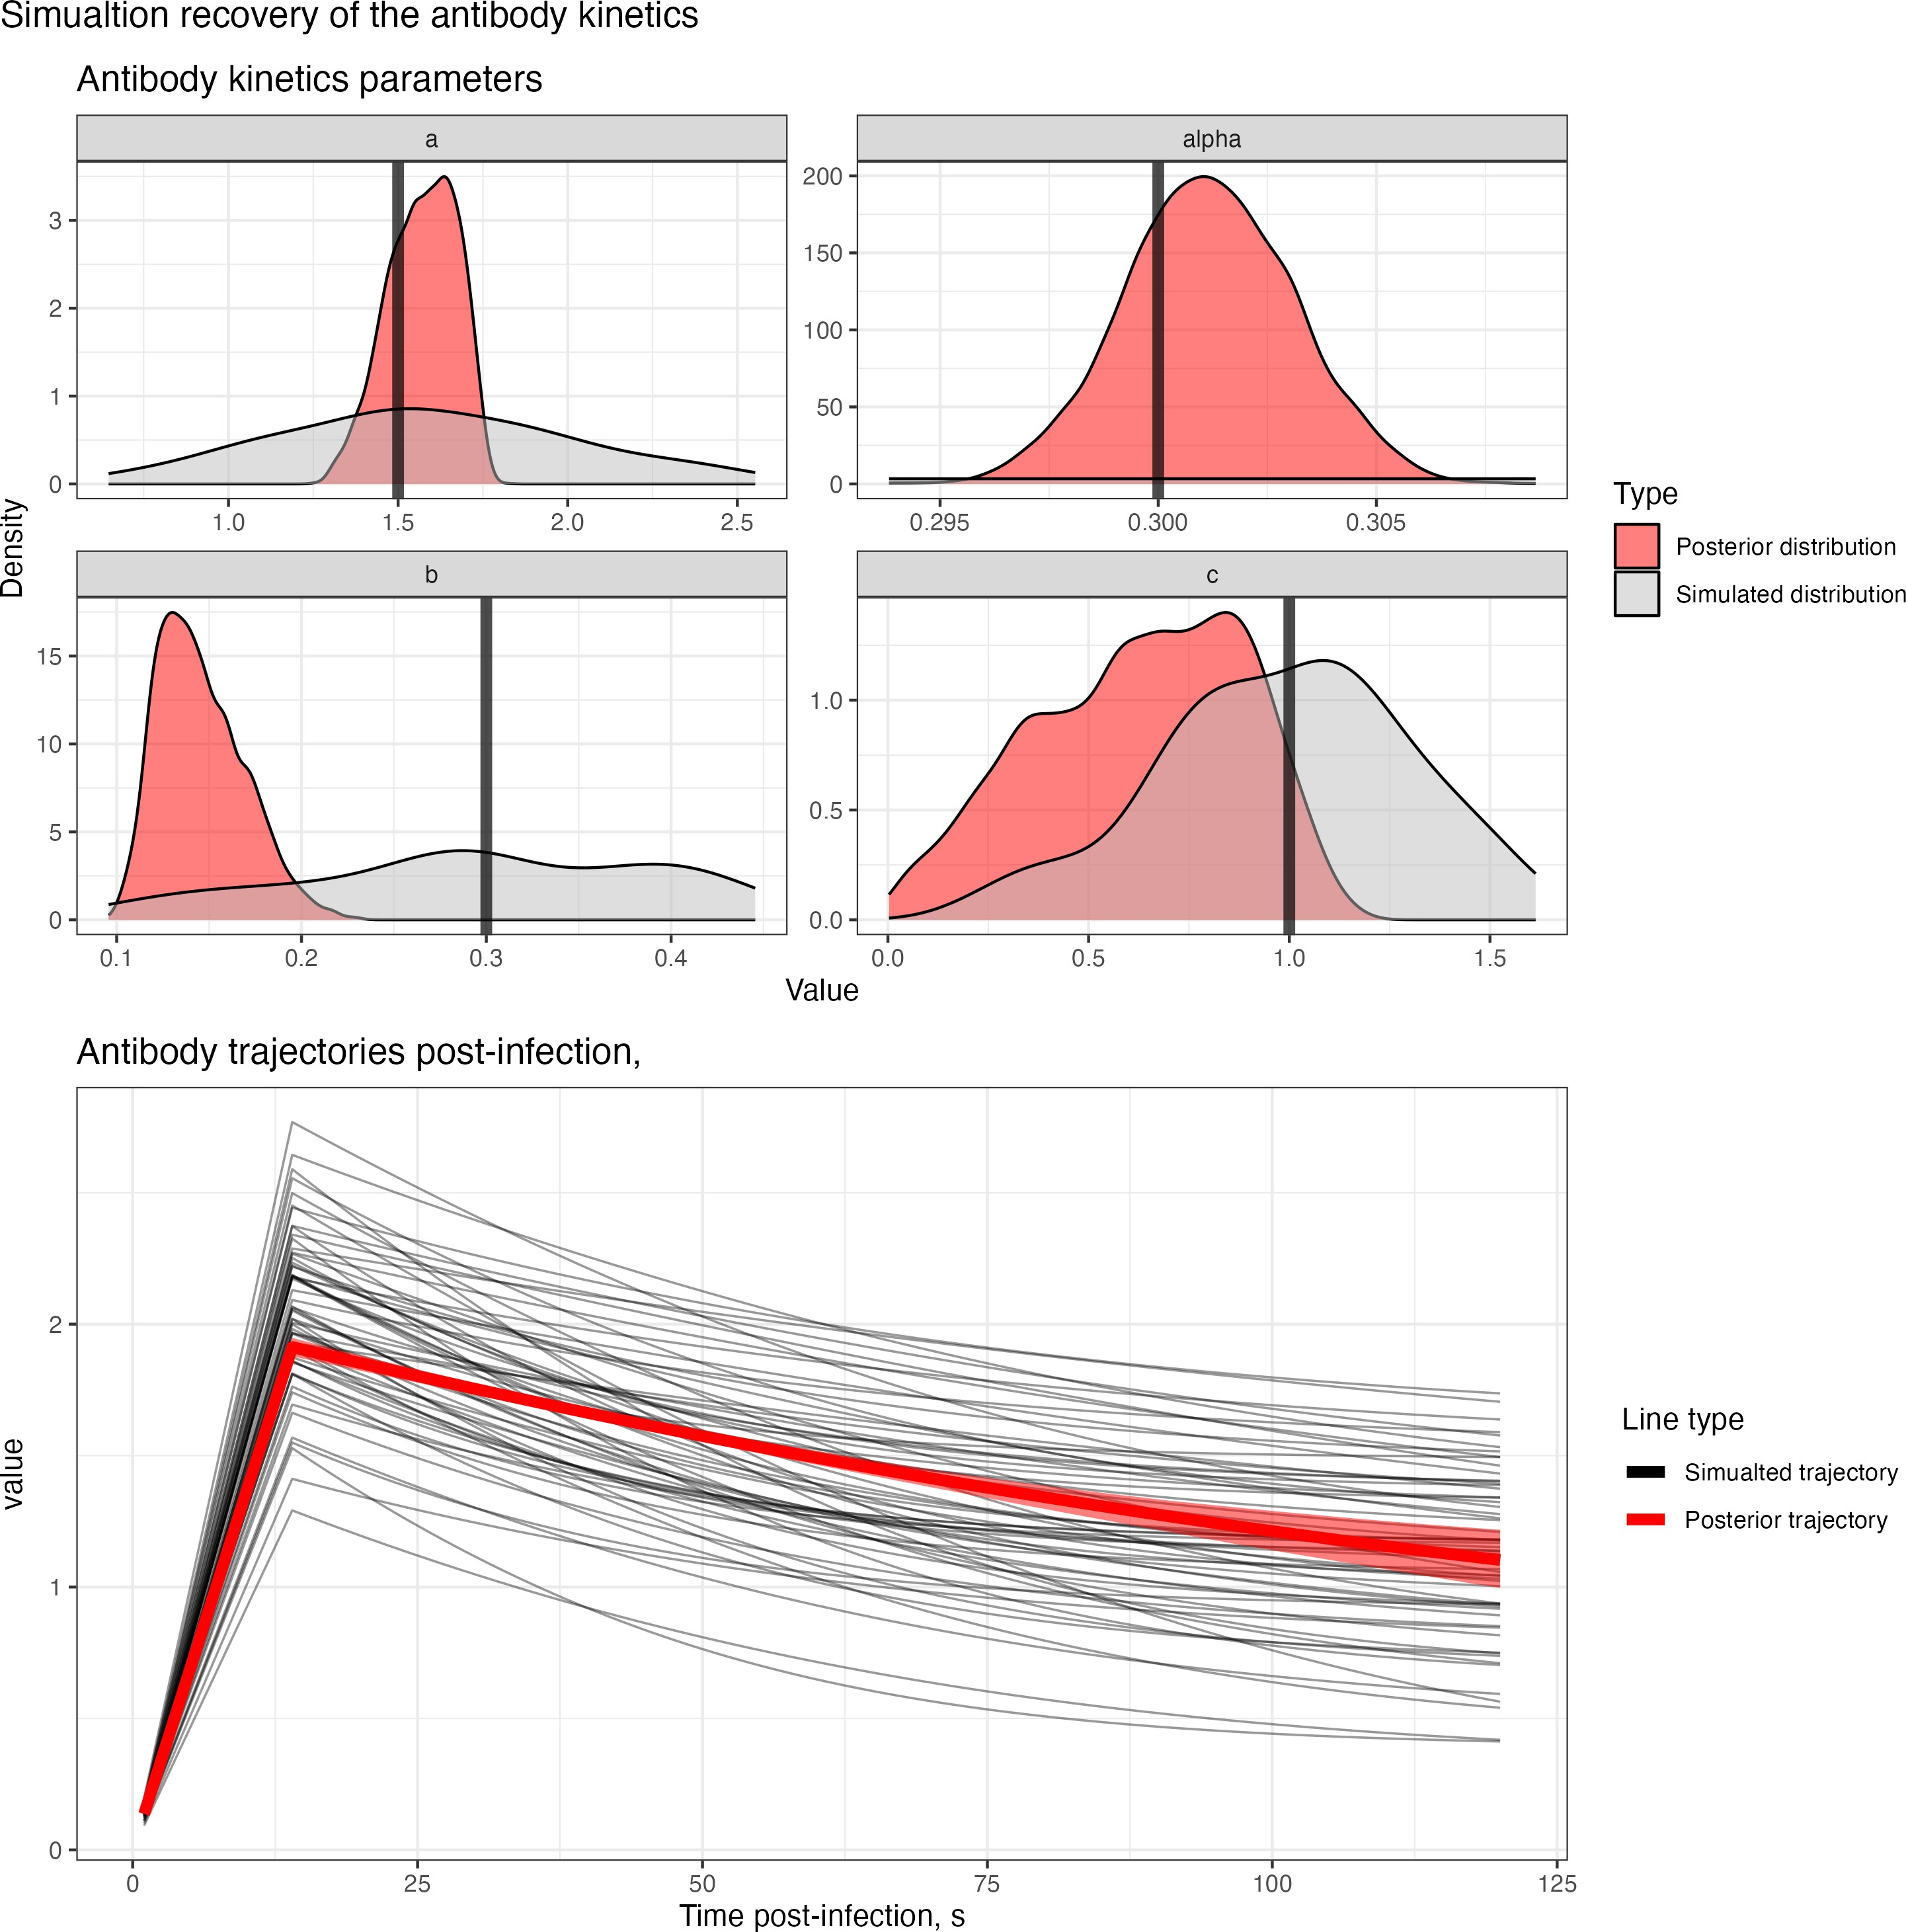 Simualtion recovery of the antibody kinetics
Antibody kinetics parameters
a
alpha
3
2
1
0
1.0 1.5 2.0 2.5
200
150
100
50
0
0.295 0.300 0.305
b
c
15
10
5
0
0.1 0.2 0.3 0.4
1.0
0.5
0.0
0.0 0.5 1.0 1.5
Density
Value
Type
Posterior distribution
Simulated distribution
Antibody trajectories post-infection,
2
1
0
value
0 25 50 75 100 125
Time post-infection, s
Line type
Simualted trajectory
Posterior trajectory